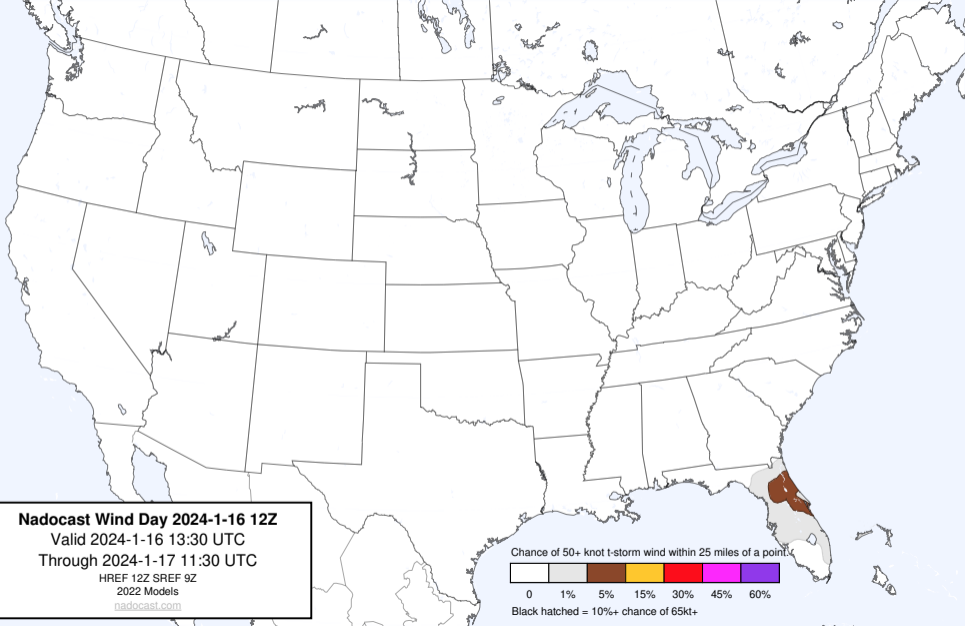 Nadocast Wind Day 2024-1-16 12Z
Valid 2024-1-16 13:30 UTC
Through 2024-1-17 11:30 UTC
HREF 12Z SREF 9Z
2022 Models
nadocast.com
Chance of 50+ knot t-storm wind within 25 miles of a point.
0 1% 5% 15% 30% 45% 60%
Black hatched = 10%+ chance of 65kt+